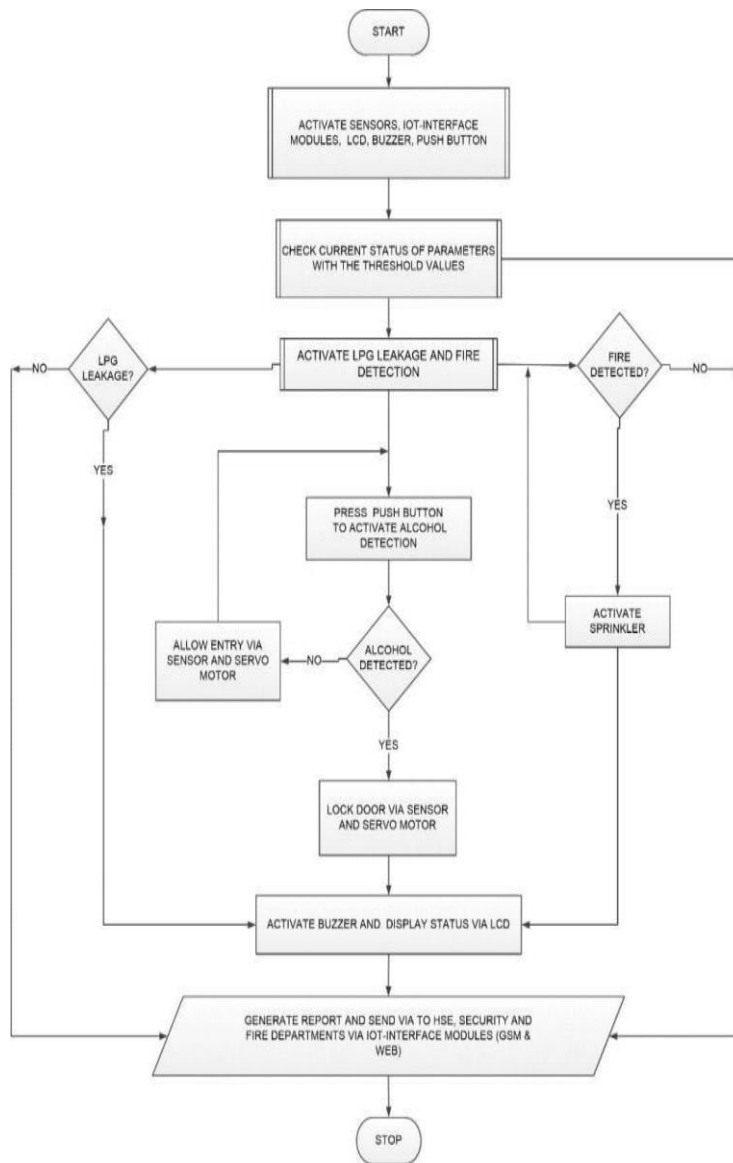 START
ACTIVATE SENSORS, IOT-INTERFACE
MODULES, LCD, BUZZER, PUSH BUTTON
CHECK CURRENT STATUS OF PARAMETERS
WITH THE THRESHOLD VALUES
NO
LPG
LEAKAGE?
ACTIVATE LPG LEAKAGE AND FIRE
DETECTION
FIRE
DETECTED?
NO
YES
YES
PRESS PUSH BUTTON
TO ACTIVATE ALCOHOL
DETECTION
ACTIVATE
SPRINKLER
ALLOW ENTRY VIA
SENSOR AND SERVO
MOTOR
NO
ALCOHOL
DETECTED?
YES
LOCK DOOR VIA SENSOR
AND SERVO MOTOR
ACTIVATE BUZZER AND DISPLAY STATUS VIA LCD
GENERATE REPORT AND SEND VIA TO HSE, SECURITY AND
FIRE DEPARTMENTS VIA IOT-INTERFACE MODULES (GSM &
WEB)
STOP